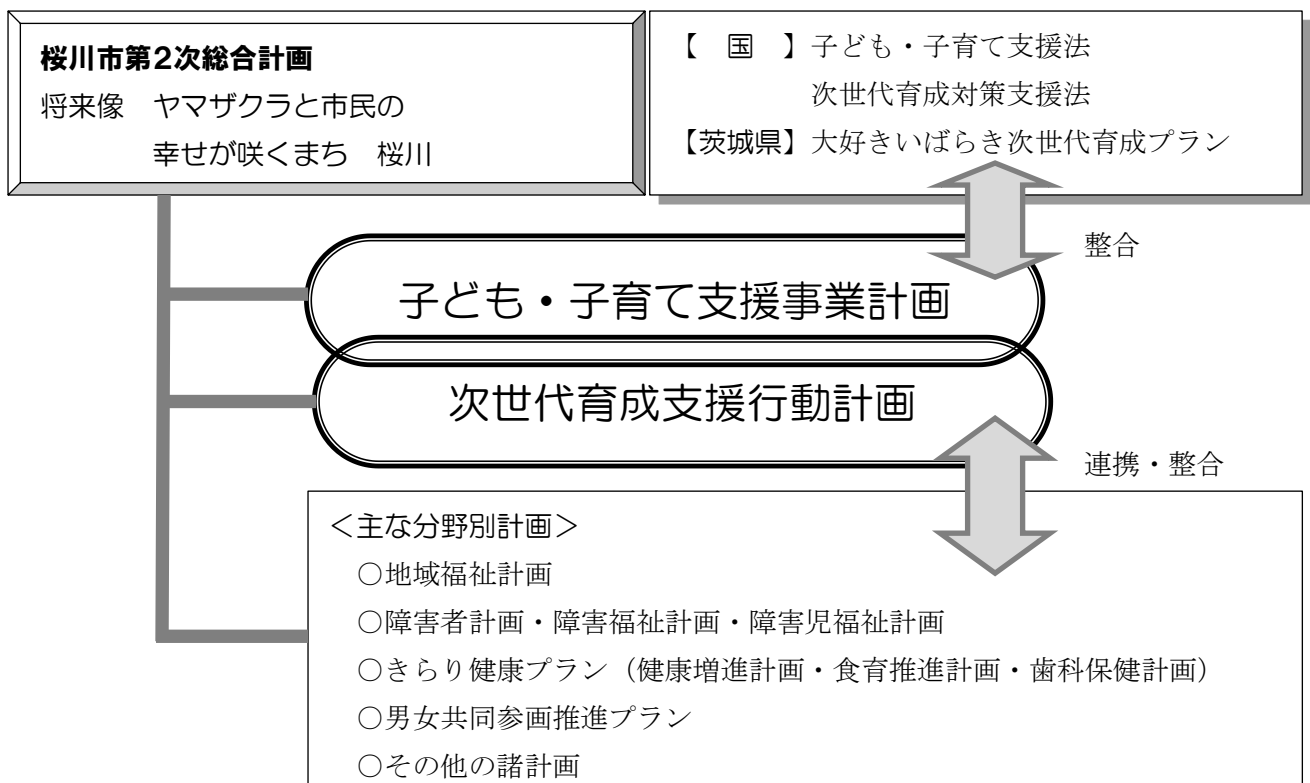 桜川市第2次総合計画
将来像　ヤマザクラと市民の
幸せが咲くまち　桜川
【　国　】子ども・子育て支援法
次世代育成対策支援法
【茨城県】大好きいばらき次世代育成プラン
整合
子ども・子育て支援事業計画
次世代育成支援行動計画
連携・整合
＜主な分野別計画＞
○地域福祉計画
○障害者計画・障害福祉計画・障害児福祉計画
○きらり健康プラン（健康増進計画・食育推進計画・歯科保健計画）
○男女共同参画推進プラン
○その他の諸計画